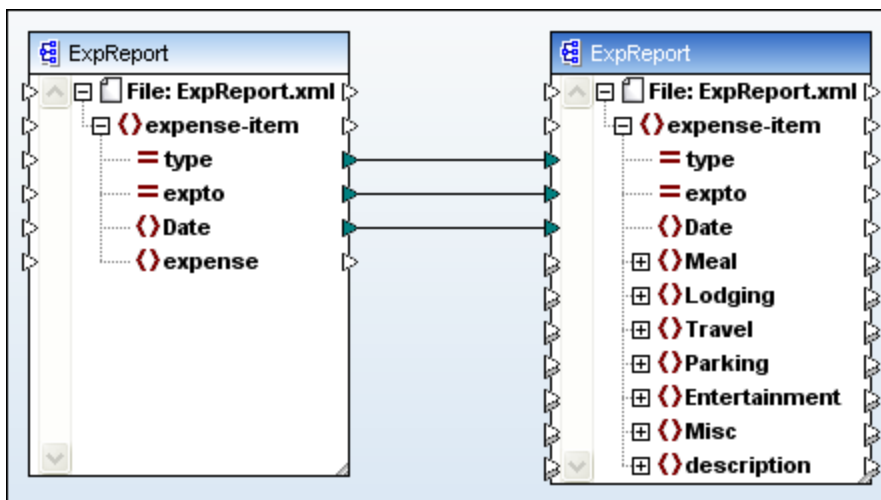 ExpReport
File: ExpReport.xml
expense-item
type
expto
Date
expense
ExpReport
File: ExpReport.xml
expense-item
type
expto
Date
Meal
Lodging
Travel
Parking
Entertainment
Misc
description